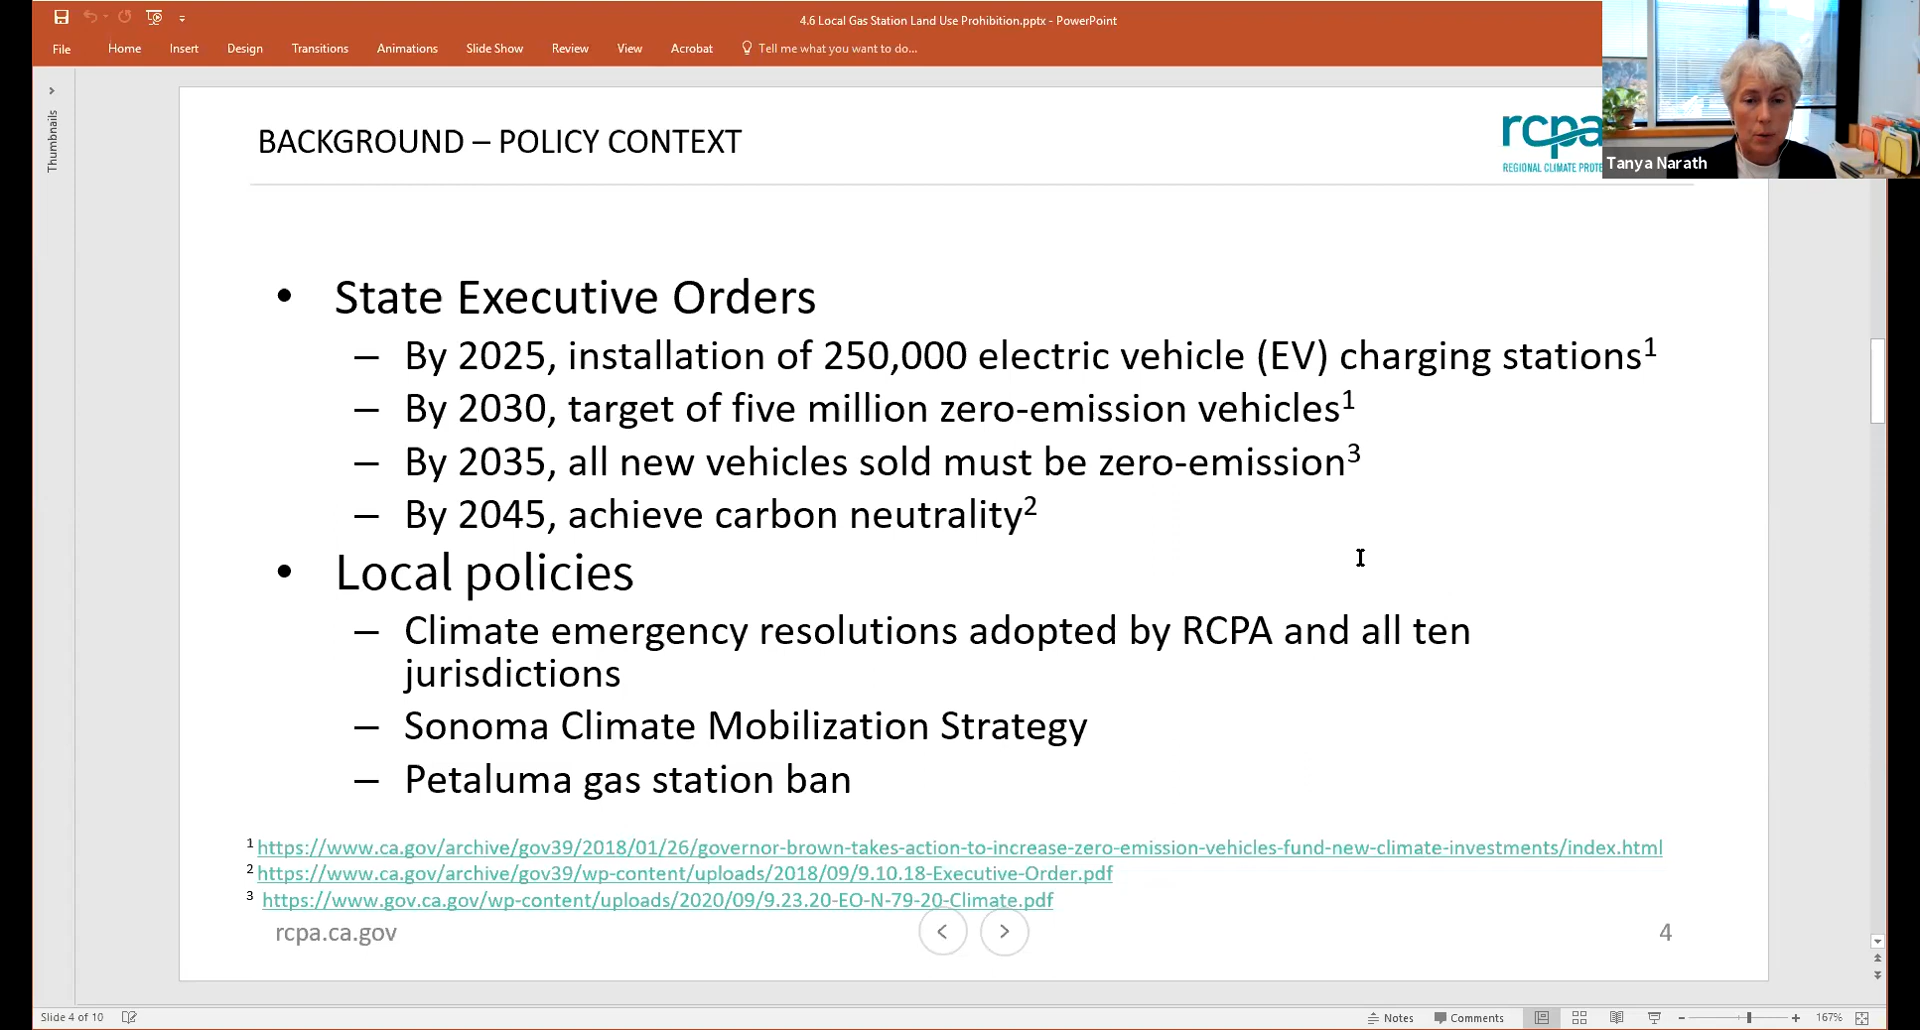 4.6 Local Gas Station Land Use Prohibition.pptx - PowerPoint
File Home Insert Design Transitions Animations Slide Show Review View Acrobat Tell me what you want to do...
Thumbnails
BACKGROUND – POLICY CONTEXT
rcpa
REGIONAL CLIMATE
Tanya Narath
• State Executive Orders
– By 2025, installation of 250,000 electric vehicle (EV) charging stations¹
– By 2030, target of five million zero-emission vehicles¹
– By 2035, all new vehicles sold must be zero-emission³
– By 2045, achieve carbon neutrality²
• Local policies
– Climate emergency resolutions adopted by RCPA and all ten
jurisdictions
– Sonoma Climate Mobilization Strategy
– Petaluma gas station ban
¹ https://www.ca.gov/archive/gov39/2018/01/26/governor-brown-takes-action-to-increase-zero-emission-vehicles-fund-new-climate-investments/index.html
² https://www.ca.gov/archive/gov39/wp-content/uploads/2018/09/9.10.18-Executive-Order.pdf
³ https://www.gov.ca.gov/wp-content/uploads/2020/09/9.23.20-EO-N-79-20-Climate.pdf
rcpa.ca.gov 4
Slide 4 of 10 Notes Comments 167%